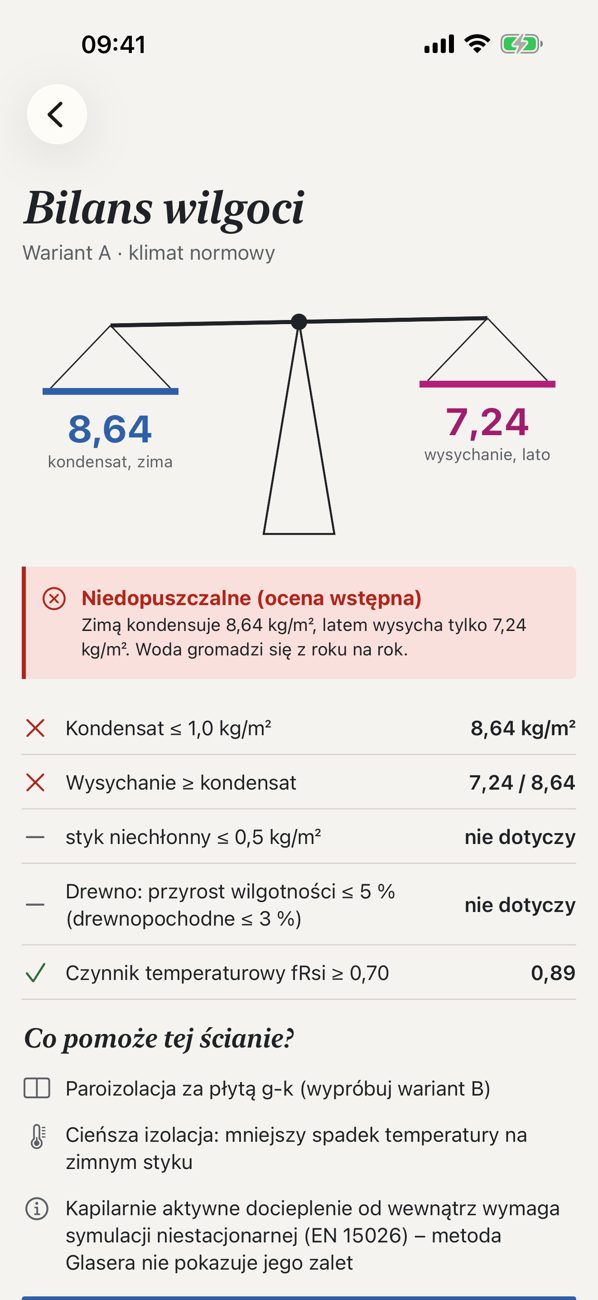 09:41
Bilans wilgoci
Wariant A · klimat normowy
8,64
kondensat, zima
7,24
wysychanie, lato
Niedopuszczalne (ocena wstępna)
Zimą kondensuje 8,64 kg/m², latem wysycha tylko 7,24
kg/m². Woda gromadzi się z roku na rok.
Kondensat ≤ 1,0 kg/m² 8,64 kg/m²
Wysychanie ≥ kondensat 7,24 / 8,64
styk niechłonny ≤ 0,5 kg/m² nie dotyczy
Drewno: przyrost wilgotności ≤ 5 %
(drewnopochodne ≤ 3 %) nie dotyczy
Czynnik temperaturowy fRsi ≥ 0,70 0,89
Co pomoże tej ścianie?
Paroizolacja za płytą g-k (wypróbuj wariant B)
Cieńsza izolacja: mniejszy spadek temperatury na
zimnym styku
Kapilarnie aktywne docieplenie od wewnątrz wymaga
symulacji niestacjonarnej (EN 15026) – metoda
Glasera nie pokazuje jego zalet